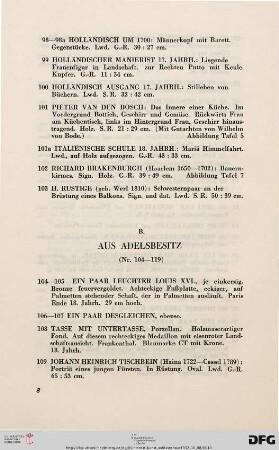 98—98a HOLLÄNDISCH UM 1700: Männerkopf mit Barett.
Gegenstücke. Lwd. G.-R. 30 : 27 cm.
99 HOLLÄNDISCHER MANIERIST 17. JAHRH.: Liegende
Frauenfigur in Landschaft, zur Rechten Putto mit Keule
Kupfer. G.-R. 11 : 34 cm.
100 HOLLÄNDISCH AUSGANG 17. JAHRH.: Stilleben von
Büchern. Lwd. S.R. 32 : 42 cm.
101 PIETER VAN DEN BOSCH: Das Innere einer Küche. Im
Vordergrund Bottich, Geschirr und Gemüse. Rückwärts Frau
am Küchentisch, links im Hintergrund Frau, Geschirr hinaus-
tragend. Holz. S.R. 21 : 29 cm. (Mit Gutachten von Wilhelm
von Bode.) Abbildung Tafel 5
101a ITALIENISCHE SCHULE 18. JAHRH.: Mariä Himmelfahrt.
Lwd., auf Holz aufgezogen. G.-R. 48 : 33 cm.
102 RICHARD BRAKENBURGH (Haarlem 1650—1702): Bauern-
kirmes. Sign. Holz. G.-R. 39 : 49 cm. Abbildung Tafel 7
103 H. RUSTIGE (geb. Werl 1810): Schwesternpaar an der
Brüstung eines Balkons. Sign. und dat. Lwd. S.R. 50 : 39 cm.
B.
AUS ADELSBESITZ
(Nr. 104—119)
104—105 EIN PAAR LEUCHTER LOUIS XVI., je einkerzig.
Bronze feuervergoldet. Achteckige Fußplatte, eckiger, auf
Palmetten stehender Schaft, der in Palmetten ausläuft. Paris
Ende 18. Jahrh. 29 cm hoch.
106—107 EIN PAAR DESGLEICHEN, ebenso.
108 TASSE MIT UNTERTASSE, Porzellan. Holzmaserartiger
Fond. Auf diesem rechteckiges Medaillon mit eisenroter Land-
schaftsansicht. Frankenthal. Blaumarke CT mit Krone.
18. Jahrh.
109 JOHANN HEINRICH TISCHBEIN (Haina 1722—Cassel 1789):
Porträt eines jungen Fürsten. In Rüstung. Oval. Lwd. G.-R.
65 : 53 cm.
8
DFG